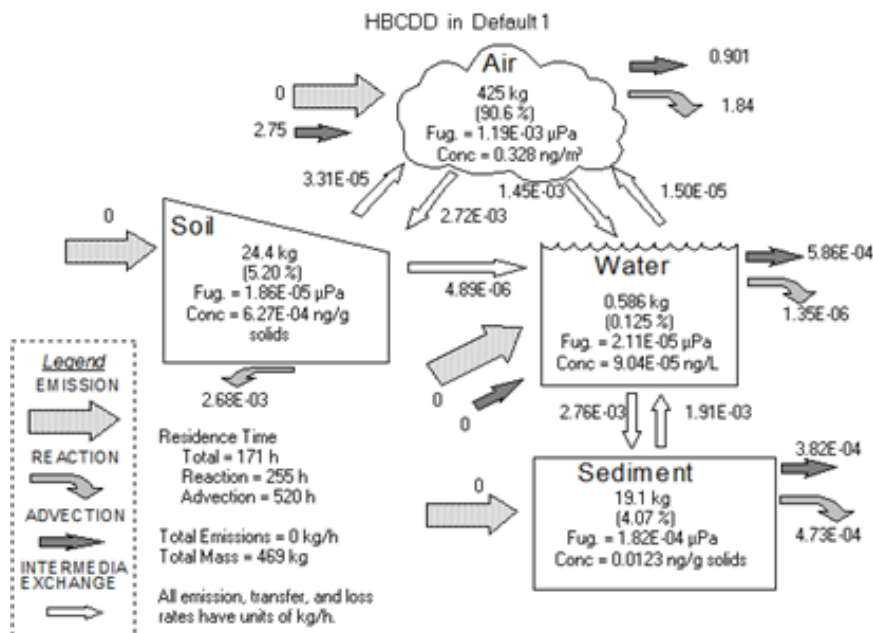 HBCDD in Default1
Air
425 kg
(90.6 %)
Fug. = 1.19E-03 µPa
Conc = 0.328 ng/m³
0
2.75
0.901
1.84
3.31E-05
2.72E-03
1.45E-03
1.50E-05
0
Soil
24.4 kg
(5.20 %)
Fug. = 1.86E-05 µPa
Conc = 6.27E-04 ng/g
solids
4.89E-06
2.68E-03
Water
0.586 kg
(0.125 %)
Fug. = 2.11E-05 µPa
Conc = 9.04E-05 ng/L
5.86E-04
1.35E-06
0
0
2.76E-03
1.91E-03
Sediment
19.1 kg
(4.07 %)
Fug. = 1.82E-04 µPa
Conc = 0.0123 ng/g solids
0
3.82E-04
4.73E-04
Legend
EMISSION
REACTION
ADVECTION
INTERMEDIA
EXCHANGE
Residence Time
Total = 171 h
Reaction = 255 h
Advection = 520 h
Total Emissions = 0 kg/h
Total Mass = 469 kg
All emission, transfer, and loss
rates have units of kg/h.